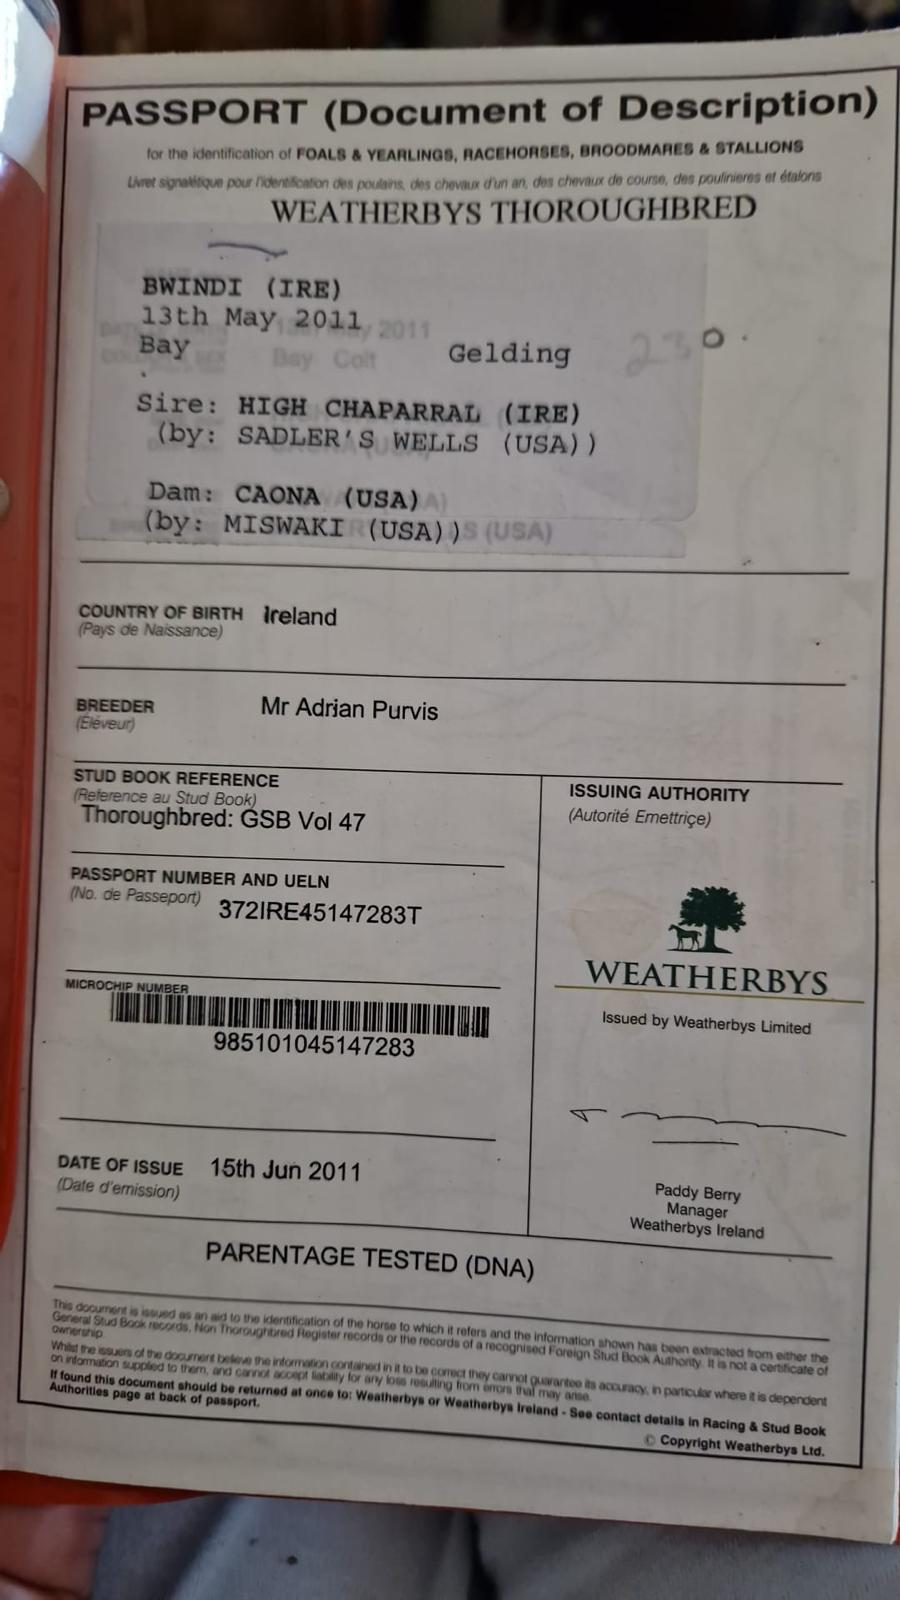 PASSPORT (Document of Description)
for the identification of FOALS & YEARLINGS, RACEHORSES, BROODMARES & STALLIONS
Livret signalétique pour l'identification des poulains, des chevaux d'un an, des chevaux de course, des poulinieres et étalons
WEATHERBYS THOROUGHBRED
BWINDI (IRE)
13th May 2011
May 2011
Bay Gelding
Bay Colt
230.
Sire: HIGH CHAPARRAL (IRE)
(by: SADLER'S WELLS (USA))
Dam: CAONA (USA)
(by: MISWAKI (USA))
S (USA)
COUNTRY OF BIRTH Ireland
(Pays de Naissance)
BREEDER Mr Adrian Purvis
(Éléveur)
STUD BOOK REFERENCE
(Reference au Stud Book)
Thoroughbred: GSB Vol 47
PASSPORT NUMBER AND UELN
(No. de Passeport) 372IRE45147283T
MICROCHIP NUMBER
985101045147283
DATE OF ISSUE 15th Jun 2011
(Date d'emission)
ISSUING AUTHORITY
(Autorité Emettriçe)
WEATHERBYS
Issued by Weatherbys Limited
Paddy Berry
Manager
Weatherbys Ireland
PARENTAGE TESTED (DNA)
This document is issued as an aid to the identification of the horse to which it refers and the information shown has been extracted from either the
General Stud Book records, Non Thoroughbred Register records or the records of a recognised Foreign Stud Book Authority. It is not a certificate of
ownership.
Whilst the issuers of the document believe the information contained in it to be correct they cannot guarantee its accuracy, in particular where it is dependent
on information supplied to them, and cannot accept liability for any loss resulting from errors that may arise.
If found this document should be returned at once to: Weatherbys or Weatherbys Ireland - See contact details in Racing & Stud Book
Authorities page at back of passport.
© Copyright Weatherbys Ltd.